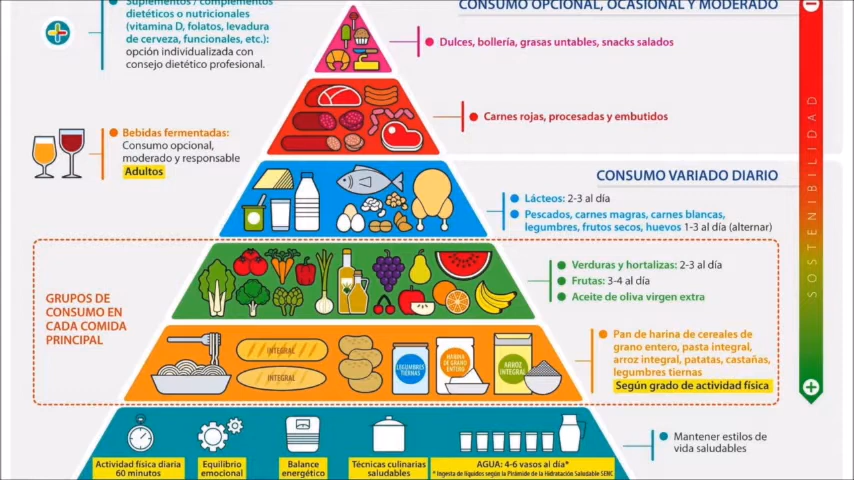 Suplementos / complementos
dietéticos o nutricionales
(vitamina D, folatos, levadura
de cerveza, funcionales, etc.):
opción individualizada con
consejo dietético profesional.
CONSUMO OPCIONAL, OCASIONAL Y MODERADO
Dulces, bollería, grasas untables, snacks salados
Carnes rojas, procesadas y embutidos
Bebidas fermentadas:
Consumo opcional,
moderado y responsable
Adultos
CONSUMO VARIADO DIARIO
Lácteos: 2-3 al día
Pescados, carnes magras, carnes blancas,
legumbres, frutos secos, huevos 1-3 al día (alternar)
SOSTENIBILIDAD
GRUPOS DE
CONSUMO EN
CADA COMIDA
PRINCIPAL
Verduras y hortalizas: 2-3 al día
Frutas: 3-4 al día
Aceite de oliva virgen extra
INTEGRAL
INTEGRAL
LEGUMBRES
TIERNAS
HARINA
DE GRANO
ENTERO
ARROZ
INTEGRAL
Pan de harina de cereales de
grano entero, pasta integral,
arroz integral, patatas, castañas,
legumbres tiernas
Según grado de actividad física
Actividad física diaria
60 minutos
Equilibrio
emocional
Balance
energético
Técnicas culinarias
saludables
AGUA: 4-6 vasos al día*
* Ingesta de líquidos según la Pirámide de la Hidratación Saludable SENC
Mantener estilos de
vida saludables